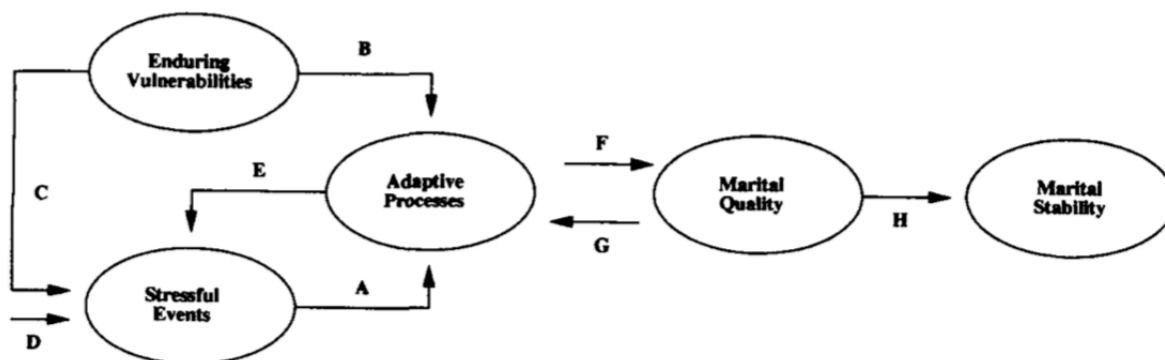 B
Enduring
Vulnerabilities
F
E
Adaptive
Processes
Marital
Quality
Marital
Stability
C
G
H
A
Stressful
Events
D